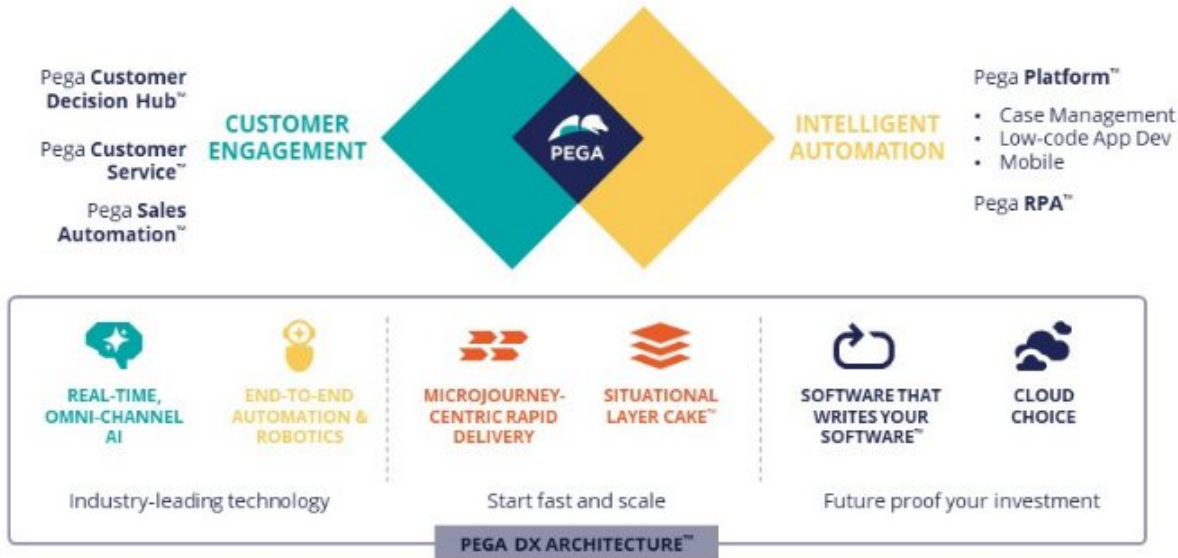 Pega Customer
Decision Hub™
Pega Customer
Service™
Pega Sales
Automation™
CUSTOMER
ENGAGEMENT
PEGA
INTELLIGENT
AUTOMATION
Pega Platform™
• Case Management
• Low-code App Dev
• Mobile
Pega RPA™
REAL-TIME,
OMNI-CHANNEL
AI
END-TO-END
AUTOMATION &
ROBOTICS
Industry-leading technology
MICROJOURNEY-
CENTRIC RAPID
DELIVERY
SITUATIONAL
LAYER CAKE™
Start fast and scale
SOFTWARE THAT
WRITES YOUR
SOFTWARE™
CLOUD
CHOICE
Future proof your investment
PEGA DX ARCHITECTURE™